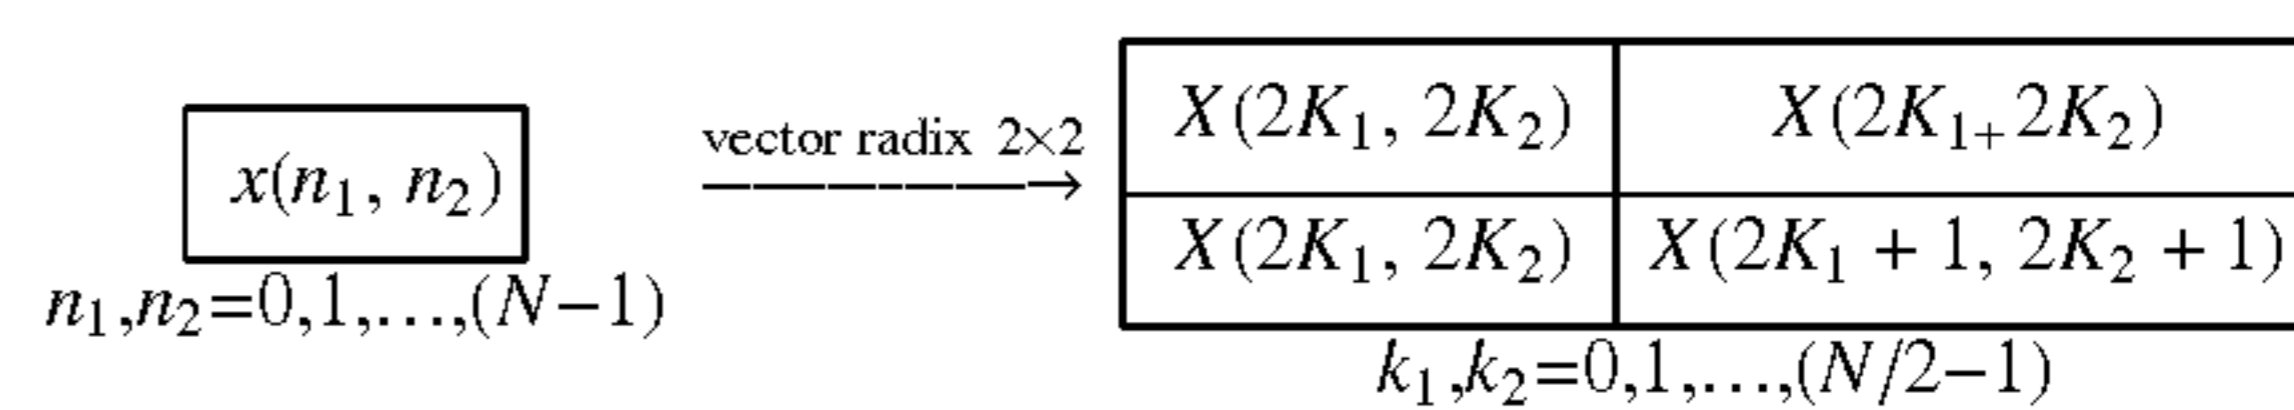 x(n₁, n₂)
n₁,n₂=0,1,…,(N−1)
vector radix 2×2
X(2K₁, 2K₂) X(2K₁₊ 2K₂)
X(2K₁, 2K₂) X(2K₁ + 1, 2K₂ + 1)
k₁,k₂=0,1,…,(N/2−1)